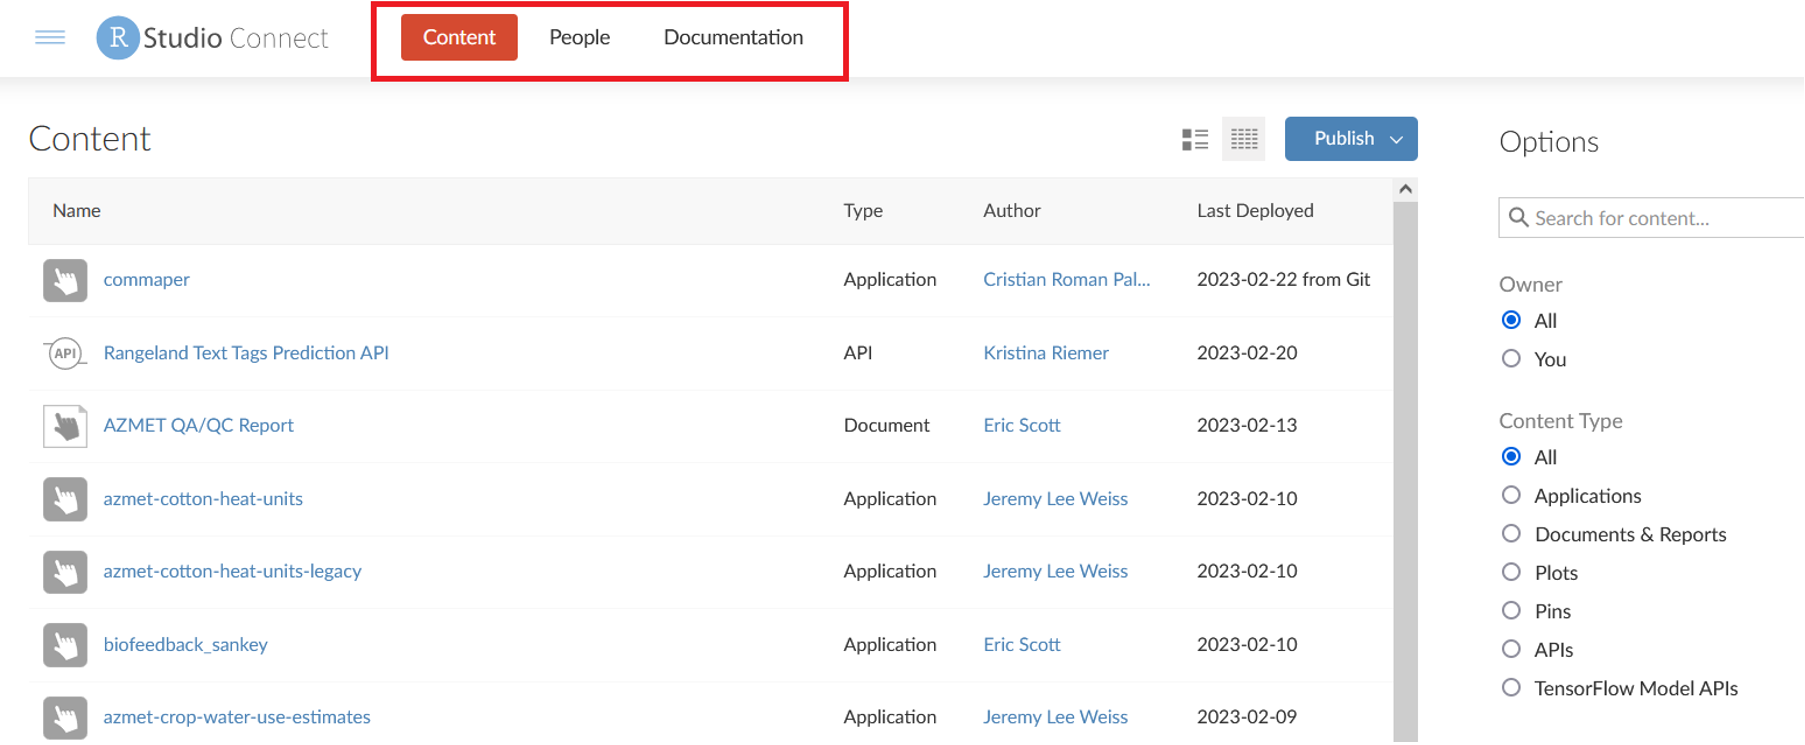 R Studio Connect Content People Documentation
Content
Publish
Name Type Author Last Deployed
commaper Application Cristian Roman Pal... 2023-02-22 from Git
API Rangeland Text Tags Prediction API API Kristina Riemer 2023-02-20
AZMET QA/QC Report Document Eric Scott 2023-02-13
azmet-cotton-heat-units Application Jeremy Lee Weiss 2023-02-10
azmet-cotton-heat-units-legacy Application Jeremy Lee Weiss 2023-02-10
biofeedback_sankey Application Eric Scott 2023-02-10
azmet-crop-water-use-estimates Application Jeremy Lee Weiss 2023-02-09
Options
Search for content...
Owner
All
You
Content Type
All
Applications
Documents & Reports
Plots
Pins
APIs
TensorFlow Model APIs